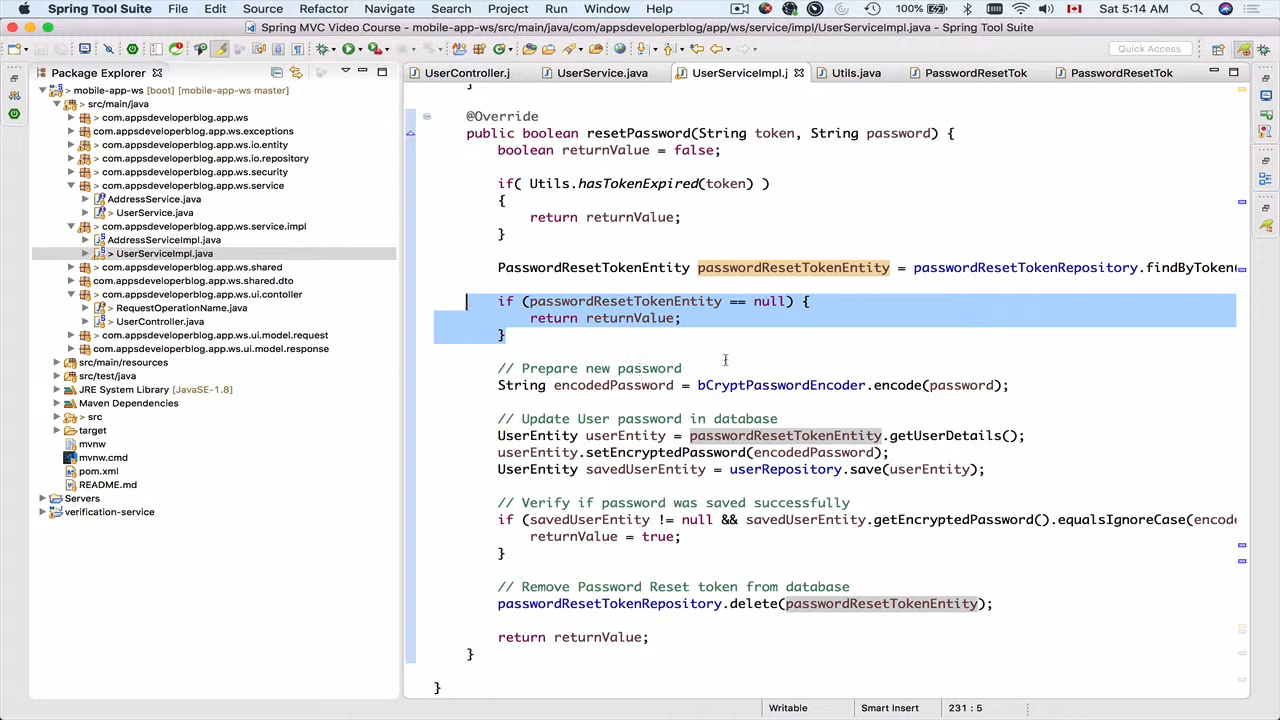 Spring Tool Suite File Edit Source Refactor Navigate Search Project Run Window Help 100% Sat 5:14 AM
Spring MVC Video Course - mobile-app-ws/src/main/java/com/appsdeveloperblog/app/ws/service/impl/UserServiceImpl.java - Spring Tool Suite
Quick Access
Package Explorer
UserController.j UserService.java UserServiceImpl.j Utils.java PasswordResetTok PasswordResetTok
> mobile-app-ws [boot] [mobile-app-ws master]
> src/main/java
> com.appsdeveloperblog.app.ws
com.appsdeveloperblog.app.ws.exceptions
> com.appsdeveloperblog.app.ws.io.entity
> com.appsdeveloperblog.app.ws.io.repository
> com.appsdeveloperblog.app.ws.security
> com.appsdeveloperblog.app.ws.service
AddressService.java
> UserService.java
> com.appsdeveloperblog.app.ws.service.impl
AddressServiceImpl.java
> UserServiceImpl.java
> com.appsdeveloperblog.app.ws.shared
> com.appsdeveloperblog.app.ws.shared.dto
> com.appsdeveloperblog.app.ws.ui.contoller
> RequestOperationName.java
> UserController.java
> com.appsdeveloperblog.app.ws.ui.model.request
> com.appsdeveloperblog.app.ws.ui.model.response
> src/main/resources
> src/test/java
JRE System Library [JavaSE-1.8]
Maven Dependencies
> src
target
mvnw
mvnw.cmd
pom.xml
README.md
Servers
verification-service
}
@Override
public boolean resetPassword(String token, String password) {
boolean returnValue = false;
if( Utils.hasTokenExpired(token) )
{
return returnValue;
}
PasswordResetTokenEntity passwordResetTokenEntity = passwordResetTokenRepository.findByToken
if (passwordResetTokenEntity == null) {
return returnValue;
}
// Prepare new password
String encodedPassword = bCryptPasswordEncoder.encode(password);
// Update User password in database
UserEntity userEntity = passwordResetTokenEntity.getUserDetails();
userEntity.setEncryptedPassword(encodedPassword);
UserEntity savedUserEntity = userRepository.save(userEntity);
// Verify if password was saved successfully
if (savedUserEntity != null && savedUserEntity.getEncryptedPassword().equalsIgnoreCase(encode
returnValue = true;
}
// Remove Password Reset token from database
passwordResetTokenRepository.delete(passwordResetTokenEntity);
return returnValue;
}
}
Writable Smart Insert 231 : 5